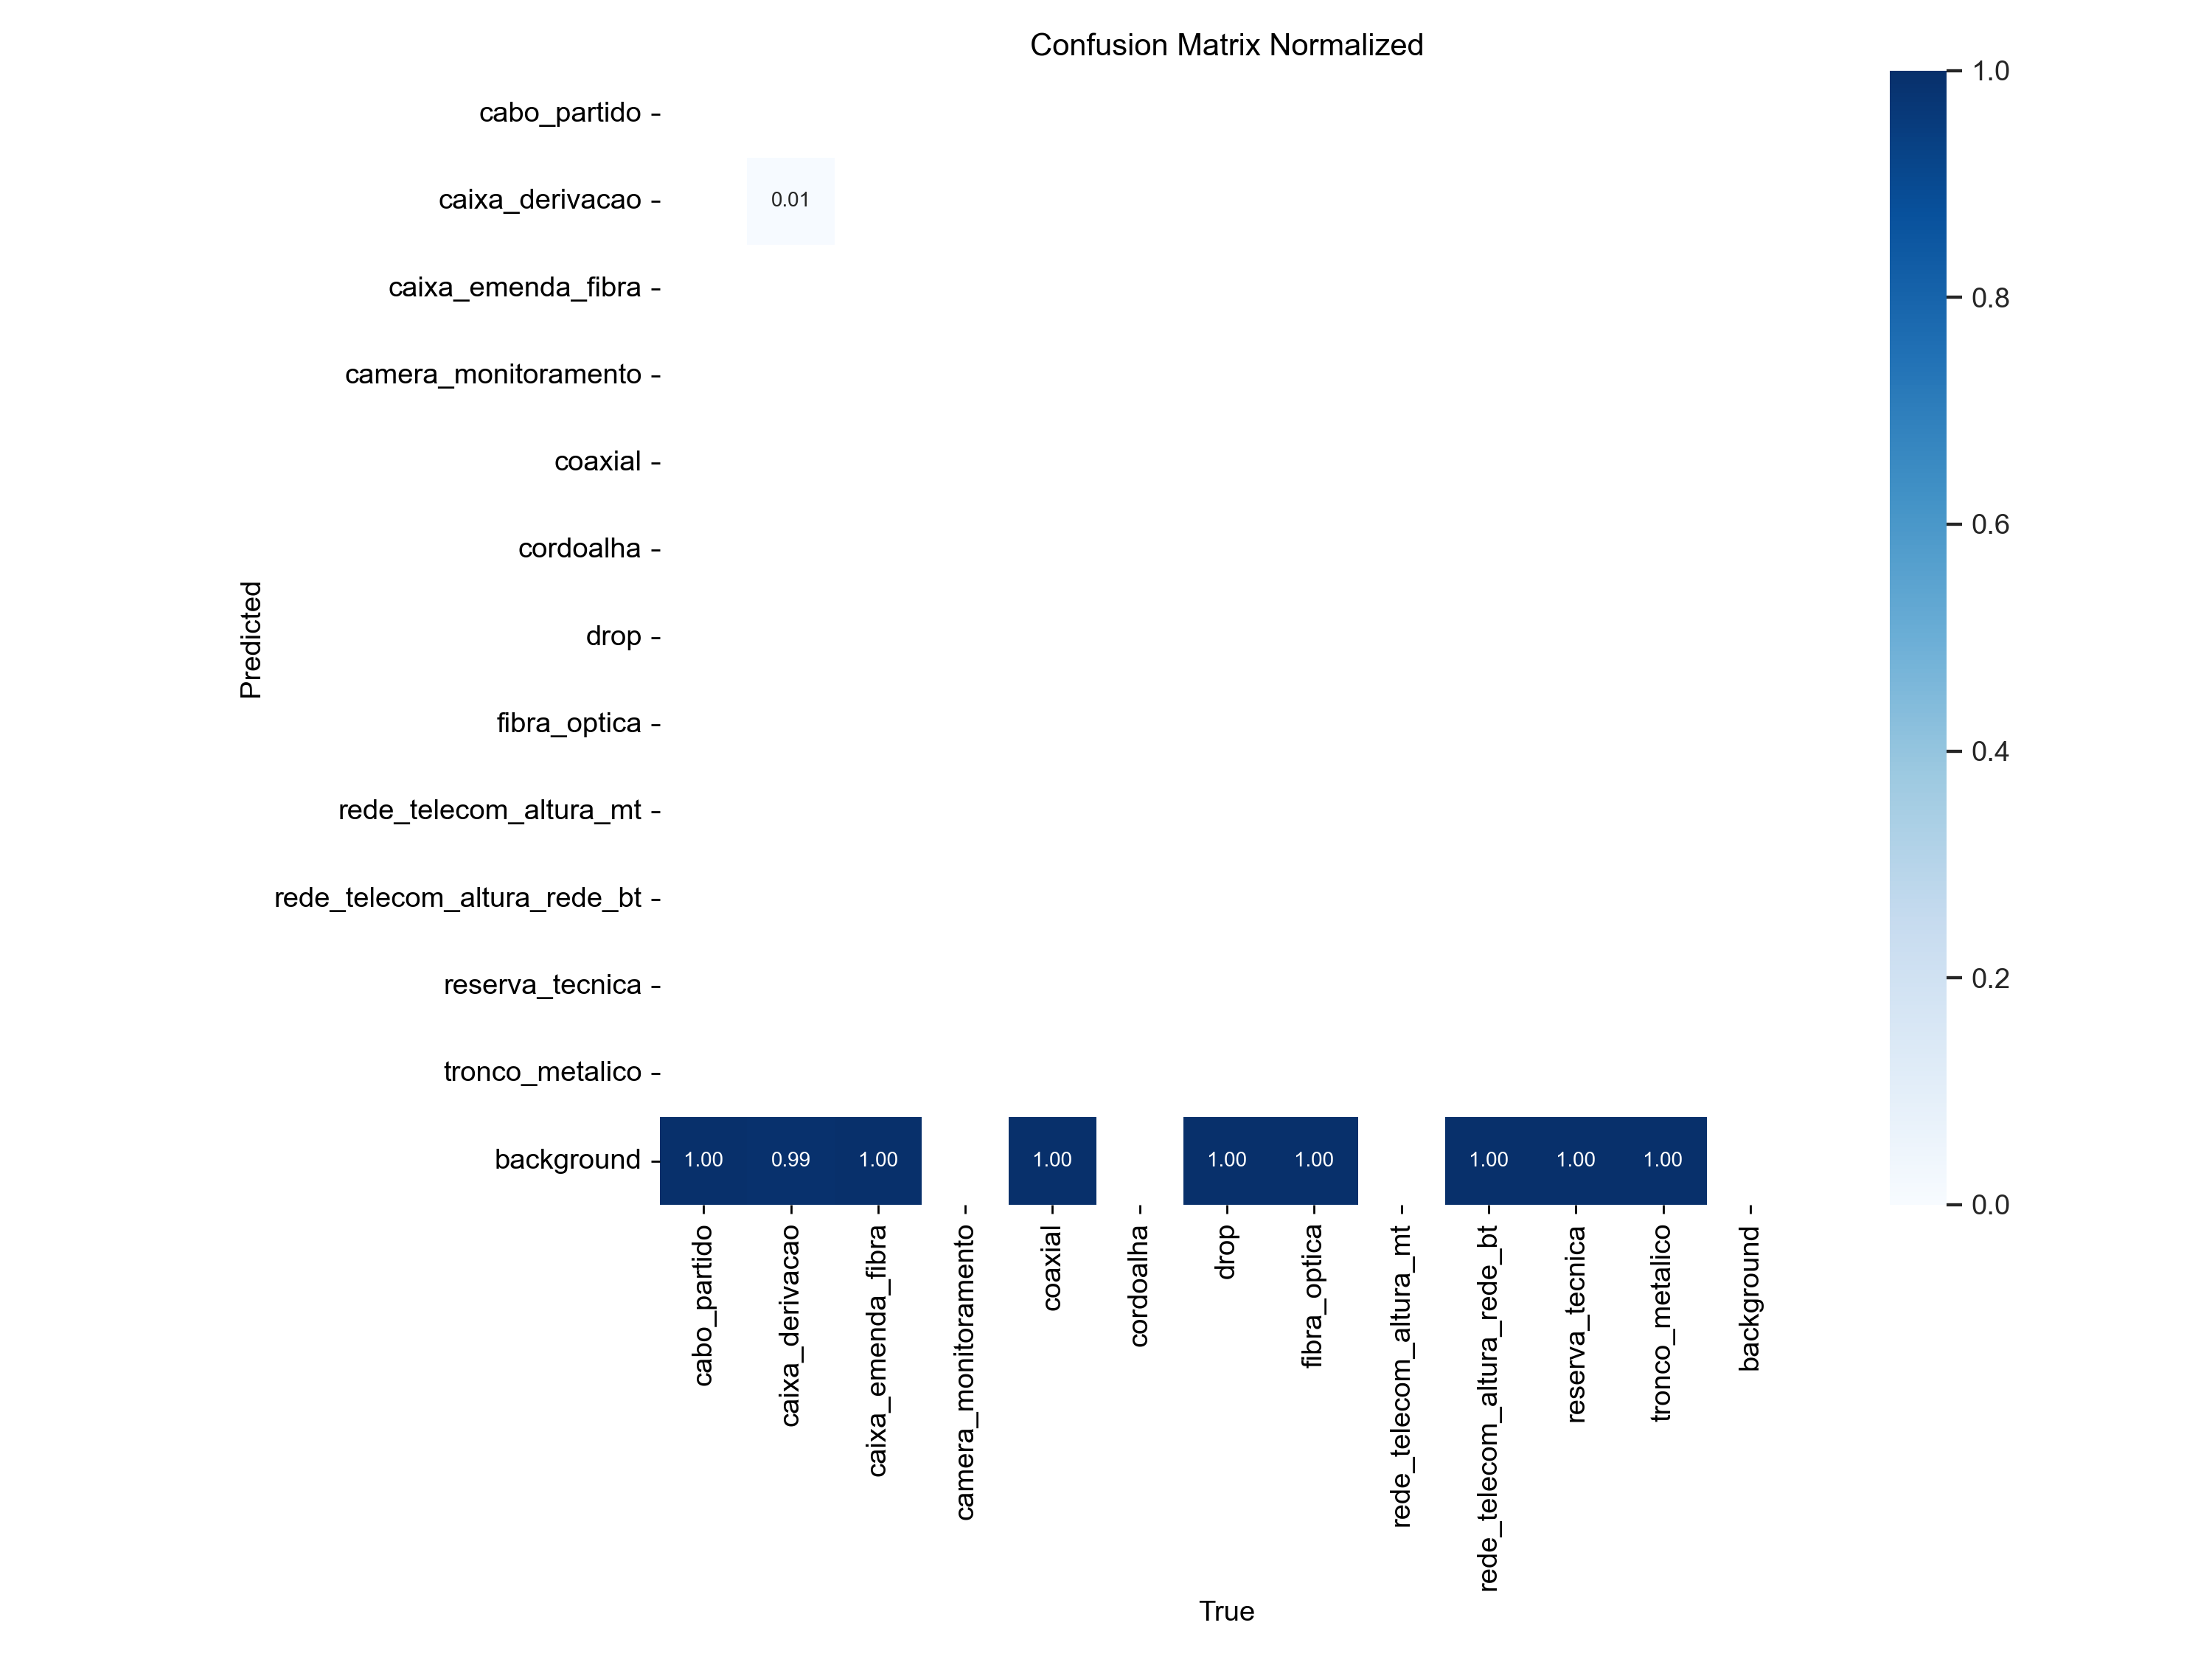 Confusion Matrix Normalized
cabo_partido
caixa_derivacao
0.01
caixa_emenda_fibra
camera_monitoramento
coaxial
cordoalha
drop
fibra_optica
rede_telecom_altura_mt
rede_telecom_altura_rede_bt
reserva_tecnica
tronco_metalico
background
1.00 0.99 1.00 1.00 1.00 1.00 1.00 1.00 1.00
Predicted
cabo_partido
caixa_derivacao
caixa_emenda_fibra
camera_monitoramento
coaxial
cordoalha
drop
fibra_optica
rede_telecom_altura_mt
rede_telecom_altura_rede_bt
reserva_tecnica
tronco_metalico
background
True
1.0
0.8
0.6
0.4
0.2
0.0